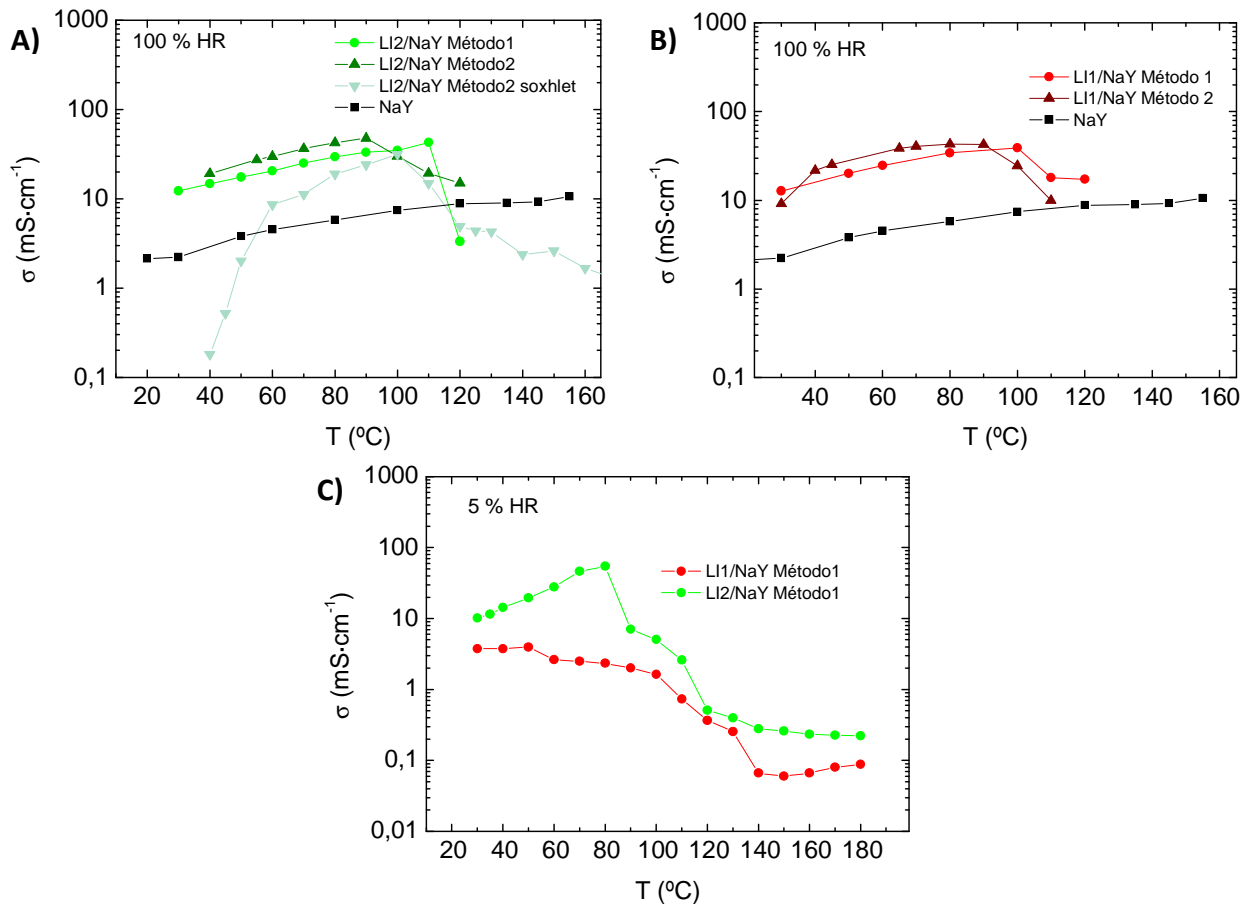 A)
100 % HR
LI2/NaY Método1
LI2/NaY Método2
LI2/NaY Método2 soxhlet
NaY
1000
100
10
1
0,1
σ (mS·cm⁻¹)
20 40 60 80 100 120 140 160
T (ºC)
B)
100 % HR
LI1/NaY Método 1
LI1/NaY Método 2
NaY
1000
100
10
1
0,1
σ (mS·cm⁻¹)
40 60 80 100 120 140 160
T (ºC)
C)
5 % HR
LI1/NaY Método1
LI2/NaY Método1
1000
100
10
1
0,1
0,01
σ (mS·cm⁻¹)
20 40 60 80 100 120 140 160 180
T (ºC)